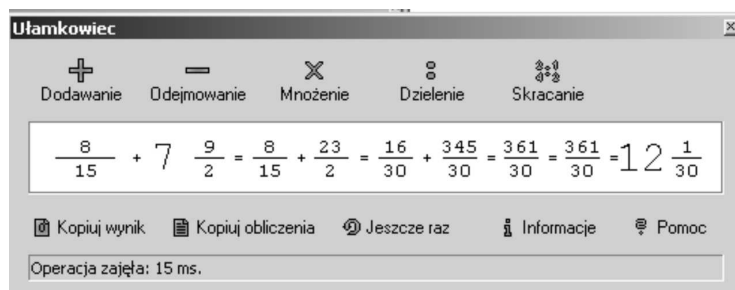 Ułamkowiec x
Dodawanie Odejmowanie Mnożenie Dzielenie Skracanie
8/15 + 7 9/2 = 8/15 + 23/2 = 16/30 + 345/30 = 361/30 = 361/30 = 12 1/30
Kopiuj wynik Kopiuj obliczenia Jeszcze raz Informacje Pomoc
Operacja zajęła: 15 ms.